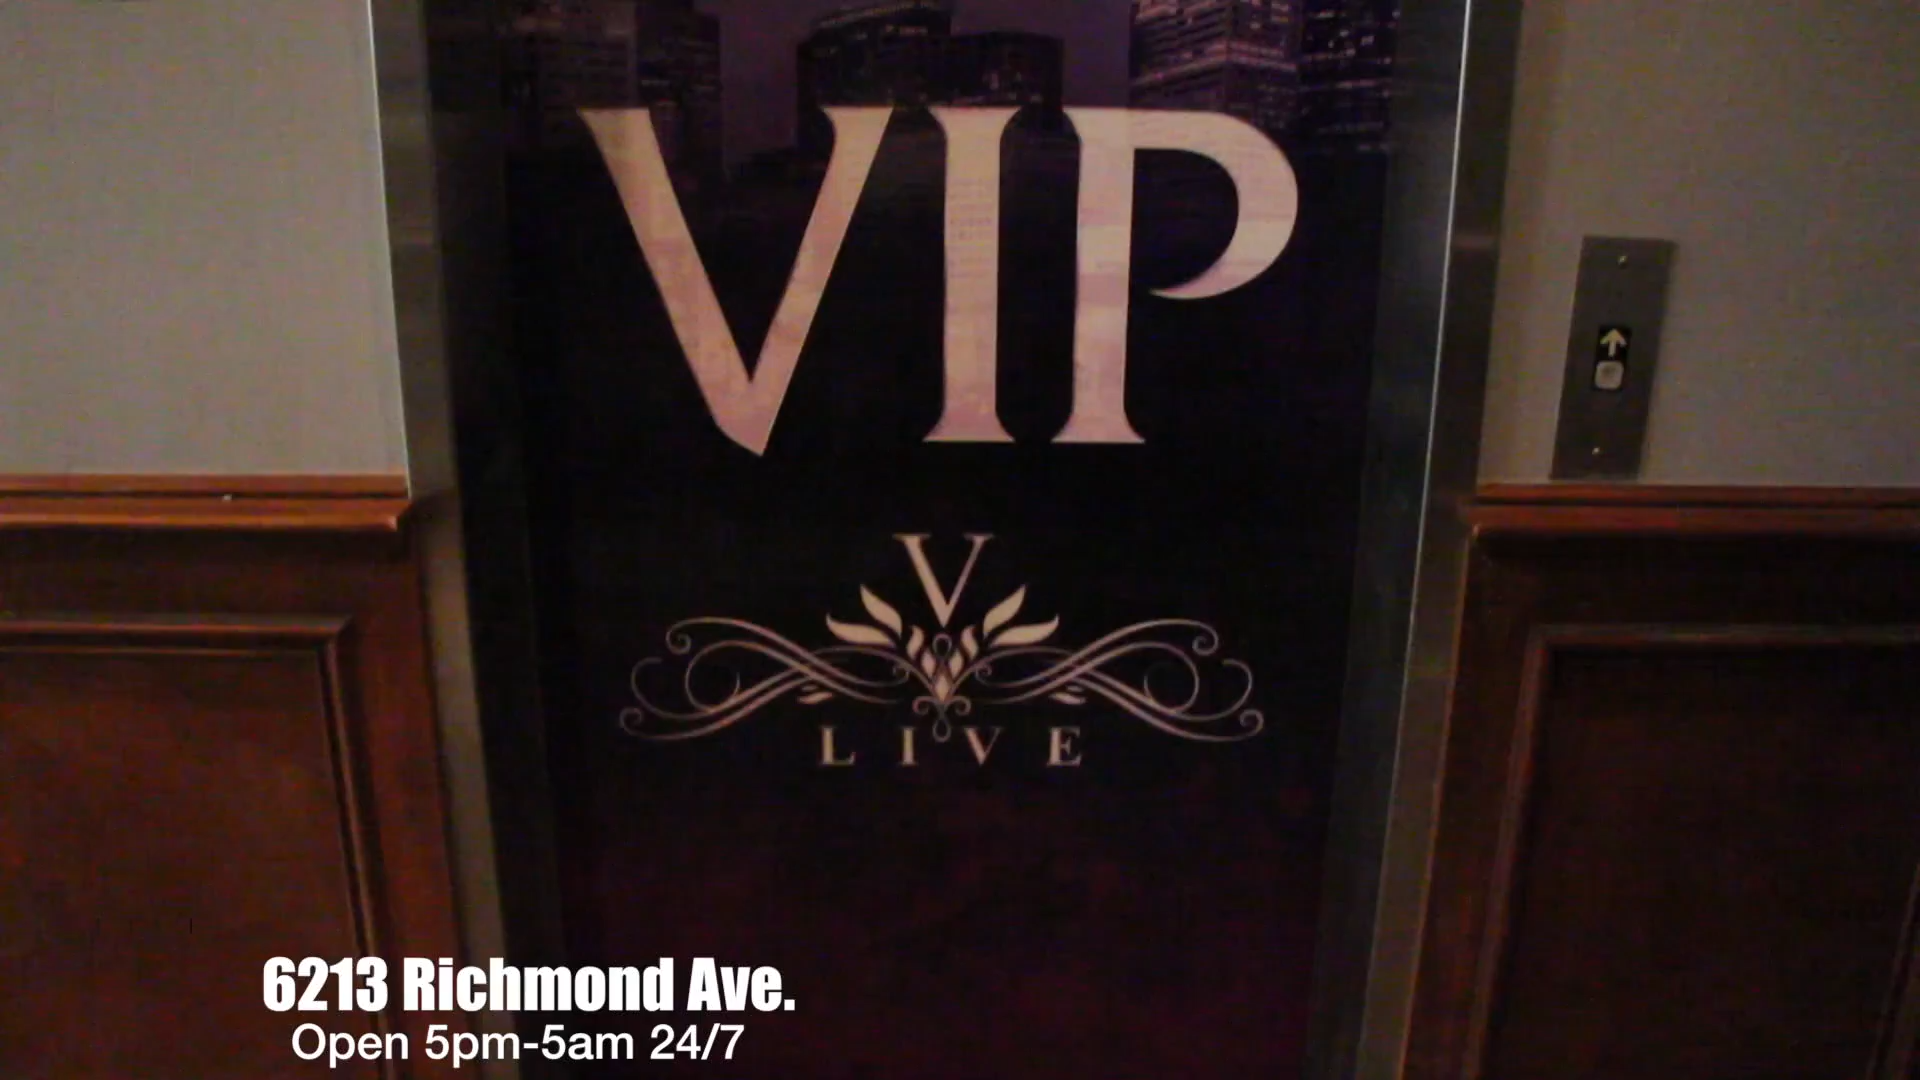 VIP
V
LIVE
6213 Richmond Ave.
Open 5pm-5am 24/7